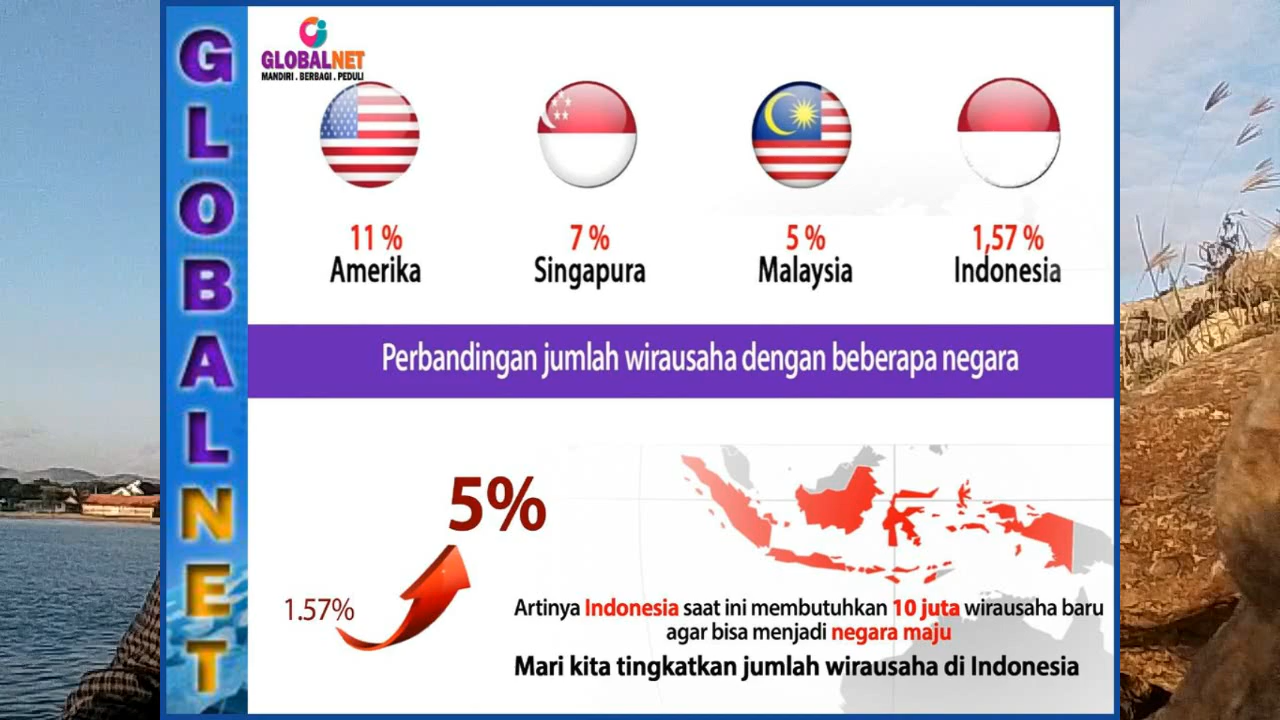 GLOBALNET
GLOBALNET
MANDIRI . BERBAGI . PEDULI
11 %
Amerika
7 %
Singapura
5 %
Malaysia
1,57 %
Indonesia
Perbandingan jumlah wirausaha dengan beberapa negara
5%
1.57%
Artinya Indonesia saat ini membutuhkan 10 juta wirausaha baru
agar bisa menjadi negara maju
Mari kita tingkatkan jumlah wirausaha di Indonesia